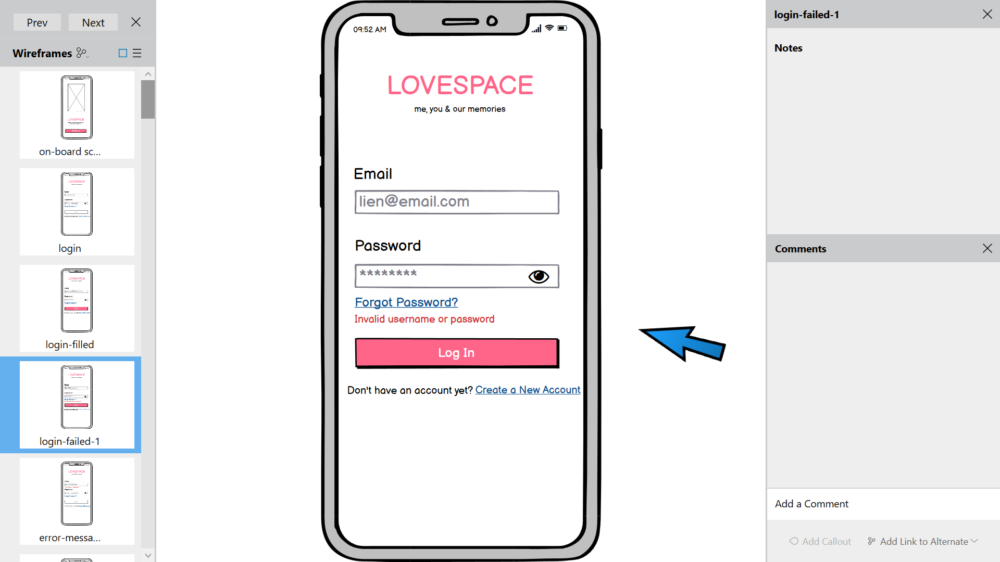 Prev
Next
Wireframes
on-board sc...
login
login-filled
login-failed-1
error-messa...
09:52 AM
LOVESPACE
me, you & our memories
Email
lien@email.com
Password
********
Forgot Password?
Invalid username or password
Log In
Don't have an account yet? Create a New Account
login-failed-1
Notes
Comments
Add a Comment
Add Callout
Add Link to Alternate